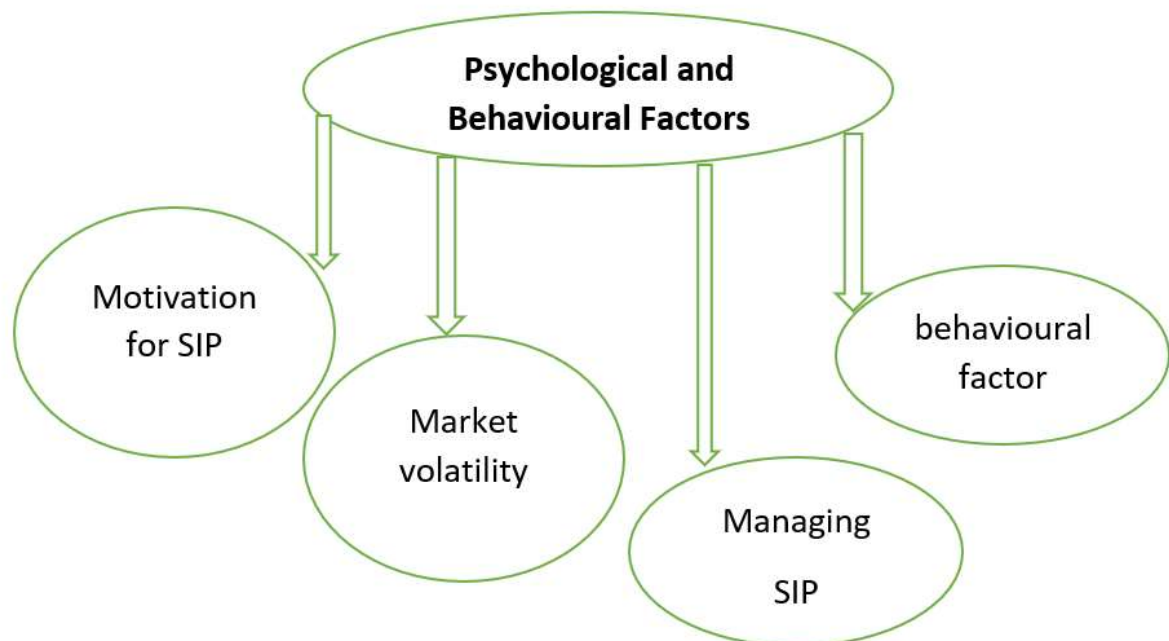 Psychological and
Behavioural Factors
Motivation
for SIP
Market
volatility
Managing
SIP
behavioural
factor